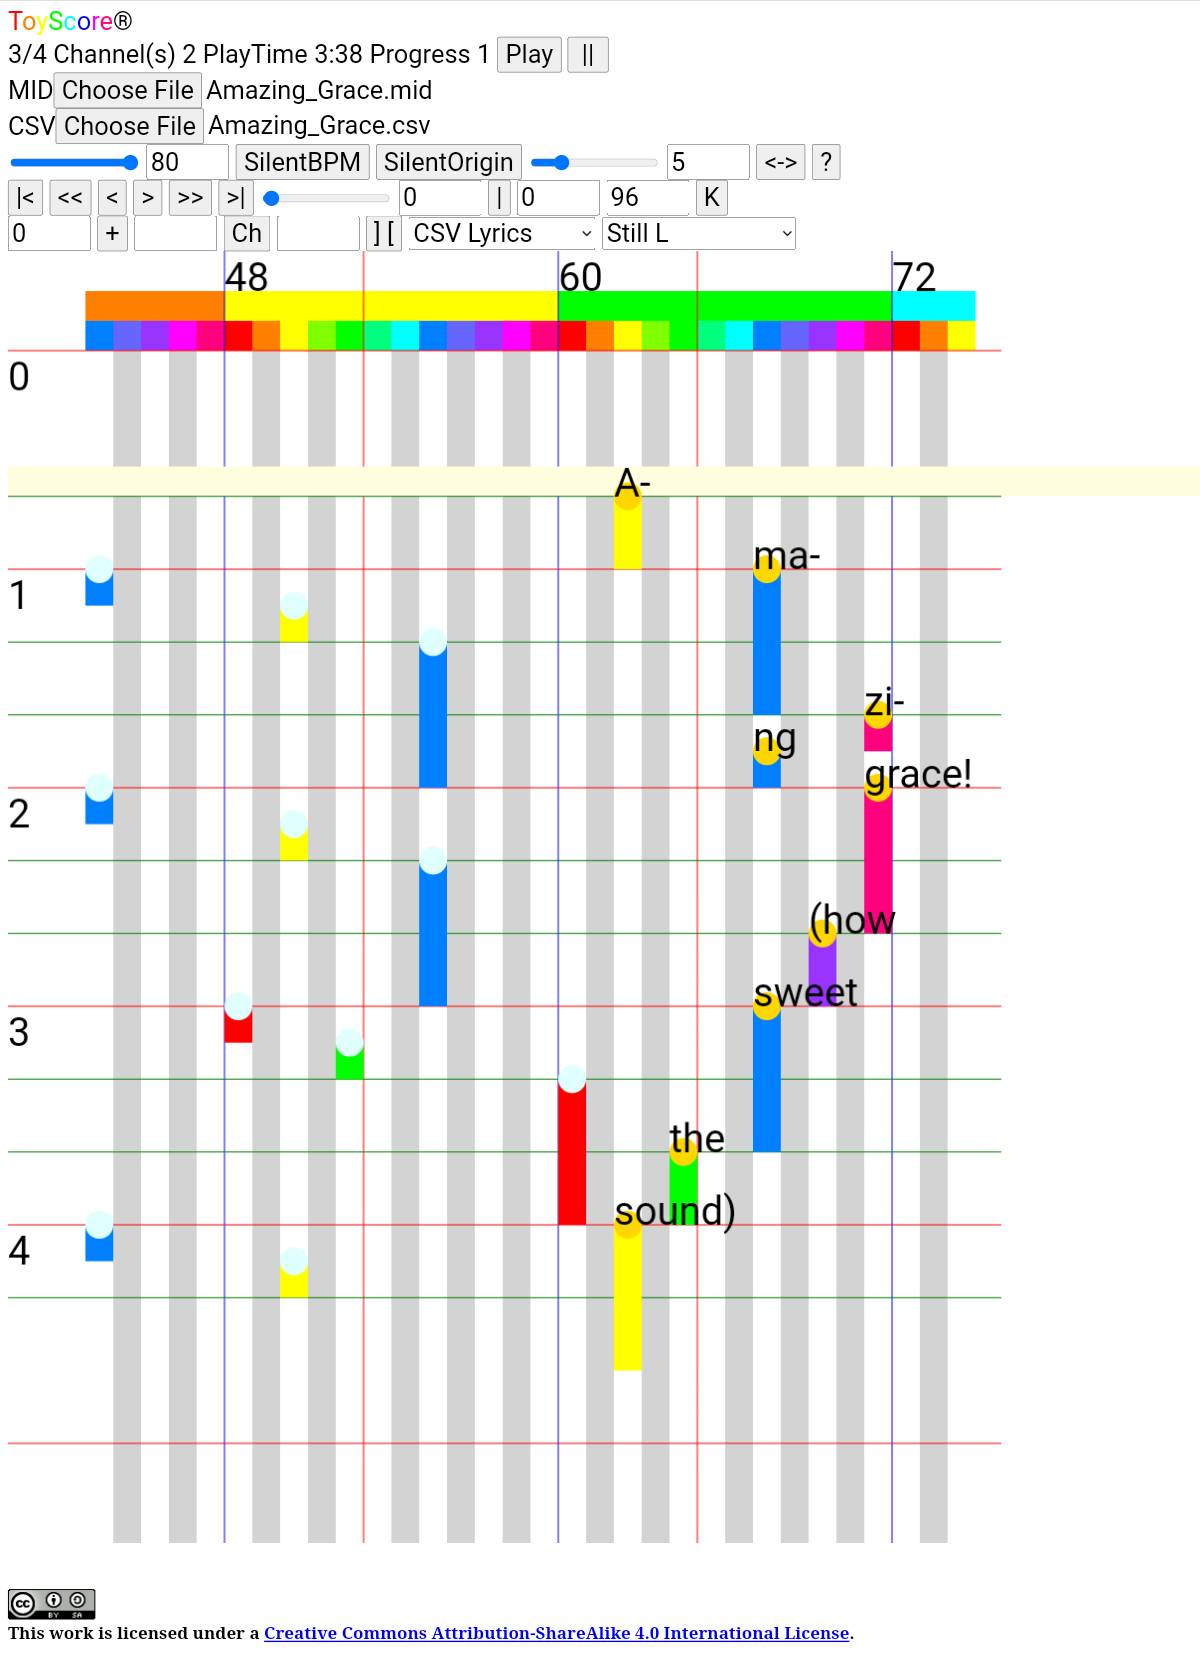 ToyScore®
3/4 Channel(s) 2 PlayTime 3:38 Progress 1 Play ||
MID Choose File Amazing_Grace.mid
CSV Choose File Amazing_Grace.csv
80 SilentBPM SilentOrigin 5 <-> ?
|< << < > >> >| 0 | 0 96 K
0 + Ch ] [ CSV Lyrics Still L
48 60 72
0
A-
ma-
1
zi-
ng
grace!
2
(how
sweet
3
the
sound)
4
cc BY SA
This work is licensed under a Creative Commons Attribution-ShareAlike 4.0 International License.